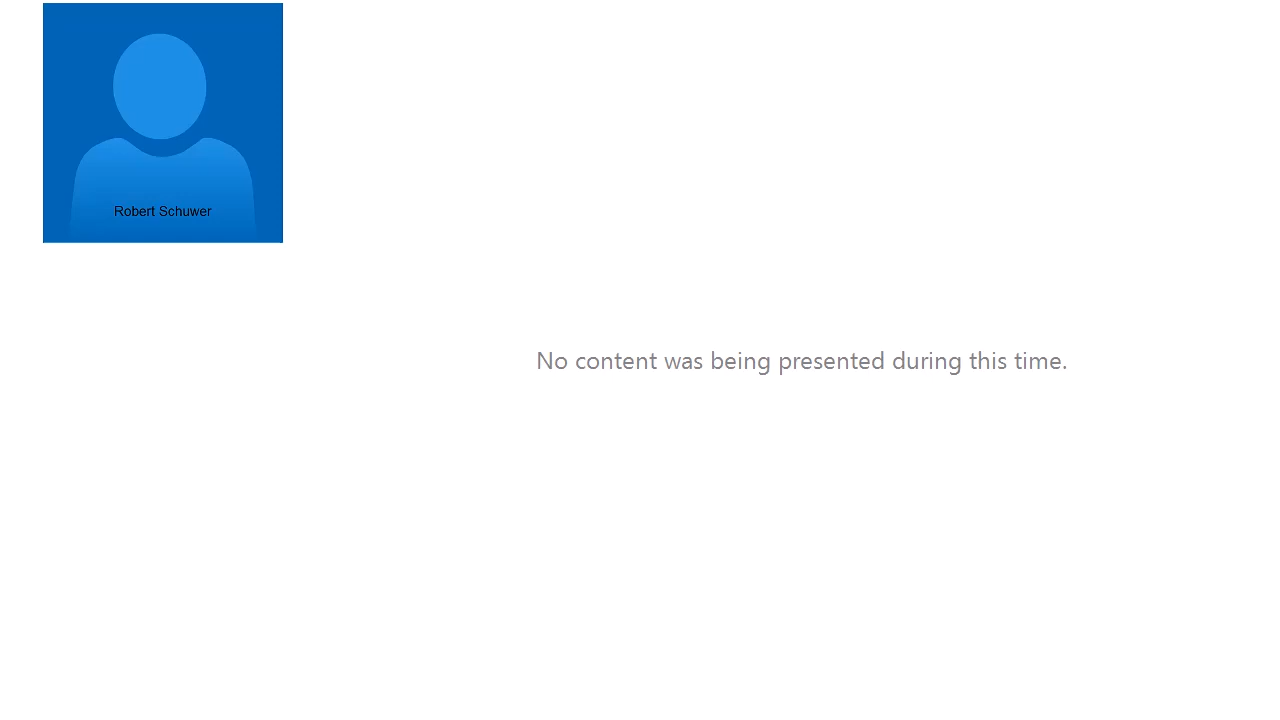 Robert Schuwer
No content was being presented during this time.